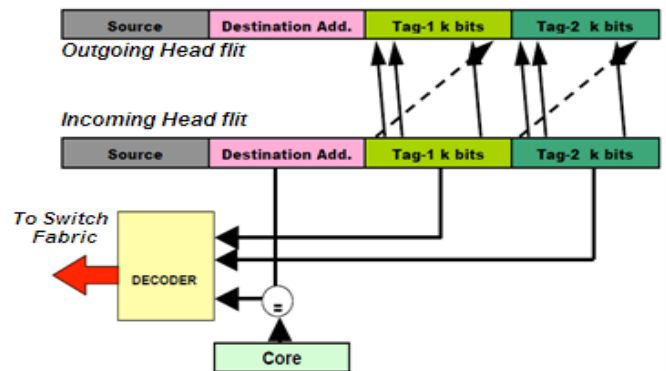 Source Destination Add. Tag-1 k bits Tag-2 k bits
Outgoing Head flit
Incoming Head flit
Source Destination Add. Tag-1 k bits Tag-2 k bits
To Switch
Fabric
DECODER
=
Core